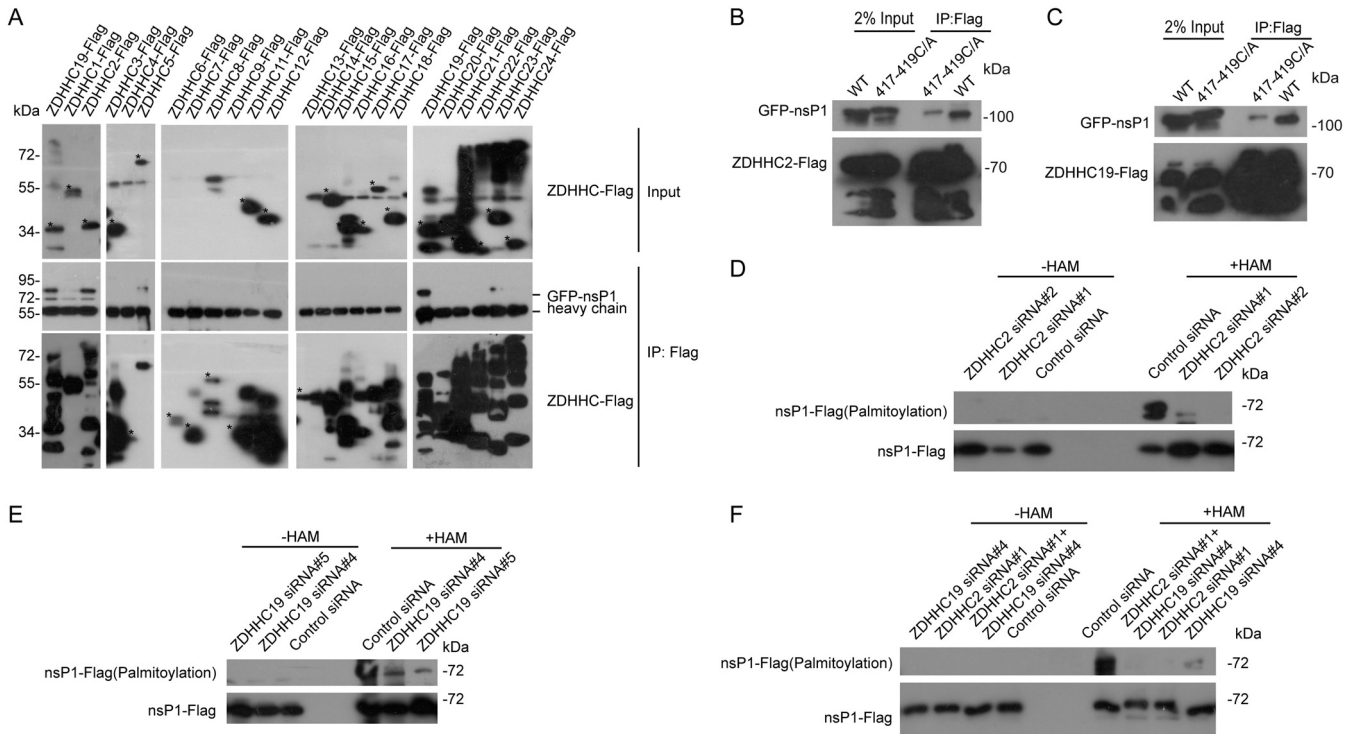 A
ZDHHC19-Flag
ZDHHC1-Flag
ZDHHC2-Flag
ZDHHC3-Flag
ZDHHC4-Flag
ZDHHC5-Flag
ZDHHC6-Flag
ZDHHC7-Flag
ZDHHC8-Flag
ZDHHC9-Flag
ZDHHC11-Flag
ZDHHC12-Flag
ZDHHC13-Flag
ZDHHC14-Flag
ZDHHC15-Flag
ZDHHC16-Flag
ZDHHC17-Flag
ZDHHC18-Flag
ZDHHC19-Flag
ZDHHC20-Flag
ZDHHC21-Flag
ZDHHC22-Flag
ZDHHC23-Flag
ZDHHC24-Flag
kDa
72-
55-
34-
ZDHHC-Flag
Input
95-
72-
55-
GFP-nsP1
heavy chain
IP: Flag
72-
55-
34-
ZDHHC-Flag
B
2% Input
IP:Flag
WT
417-419C/A
417-419C/A
WT
kDa
GFP-nsP1
-100
ZDHHC2-Flag
-70
C
2% Input
IP:Flag
WT
417-419C/A
417-419C/A
WT
kDa
GFP-nsP1
-100
ZDHHC19-Flag
-70
D
-HAM
+HAM
ZDHHC2 siRNA#2
ZDHHC2 siRNA#1
Control siRNA
Control siRNA
ZDHHC2 siRNA#1
ZDHHC2 siRNA#2
kDa
nsP1-Flag(Palmitoylation)
-72
nsP1-Flag
-72
E
-HAM
+HAM
ZDHHC19 siRNA#5
ZDHHC19 siRNA#4
Control siRNA
Control siRNA
ZDHHC19 siRNA#4
ZDHHC19 siRNA#5
kDa
nsP1-Flag(Palmitoylation)
-72
nsP1-Flag
-72
F
-HAM
+HAM
ZDHHC19 siRNA#4
ZDHHC2 siRNA#1
ZDHHC2 siRNA#1+
ZDHHC19 siRNA#4
Control siRNA
Control siRNA
ZDHHC2 siRNA#1+
ZDHHC19 siRNA#4
ZDHHC2 siRNA#1
ZDHHC19 siRNA#4
kDa
nsP1-Flag(Palmitoylation)
-72
nsP1-Flag
-72